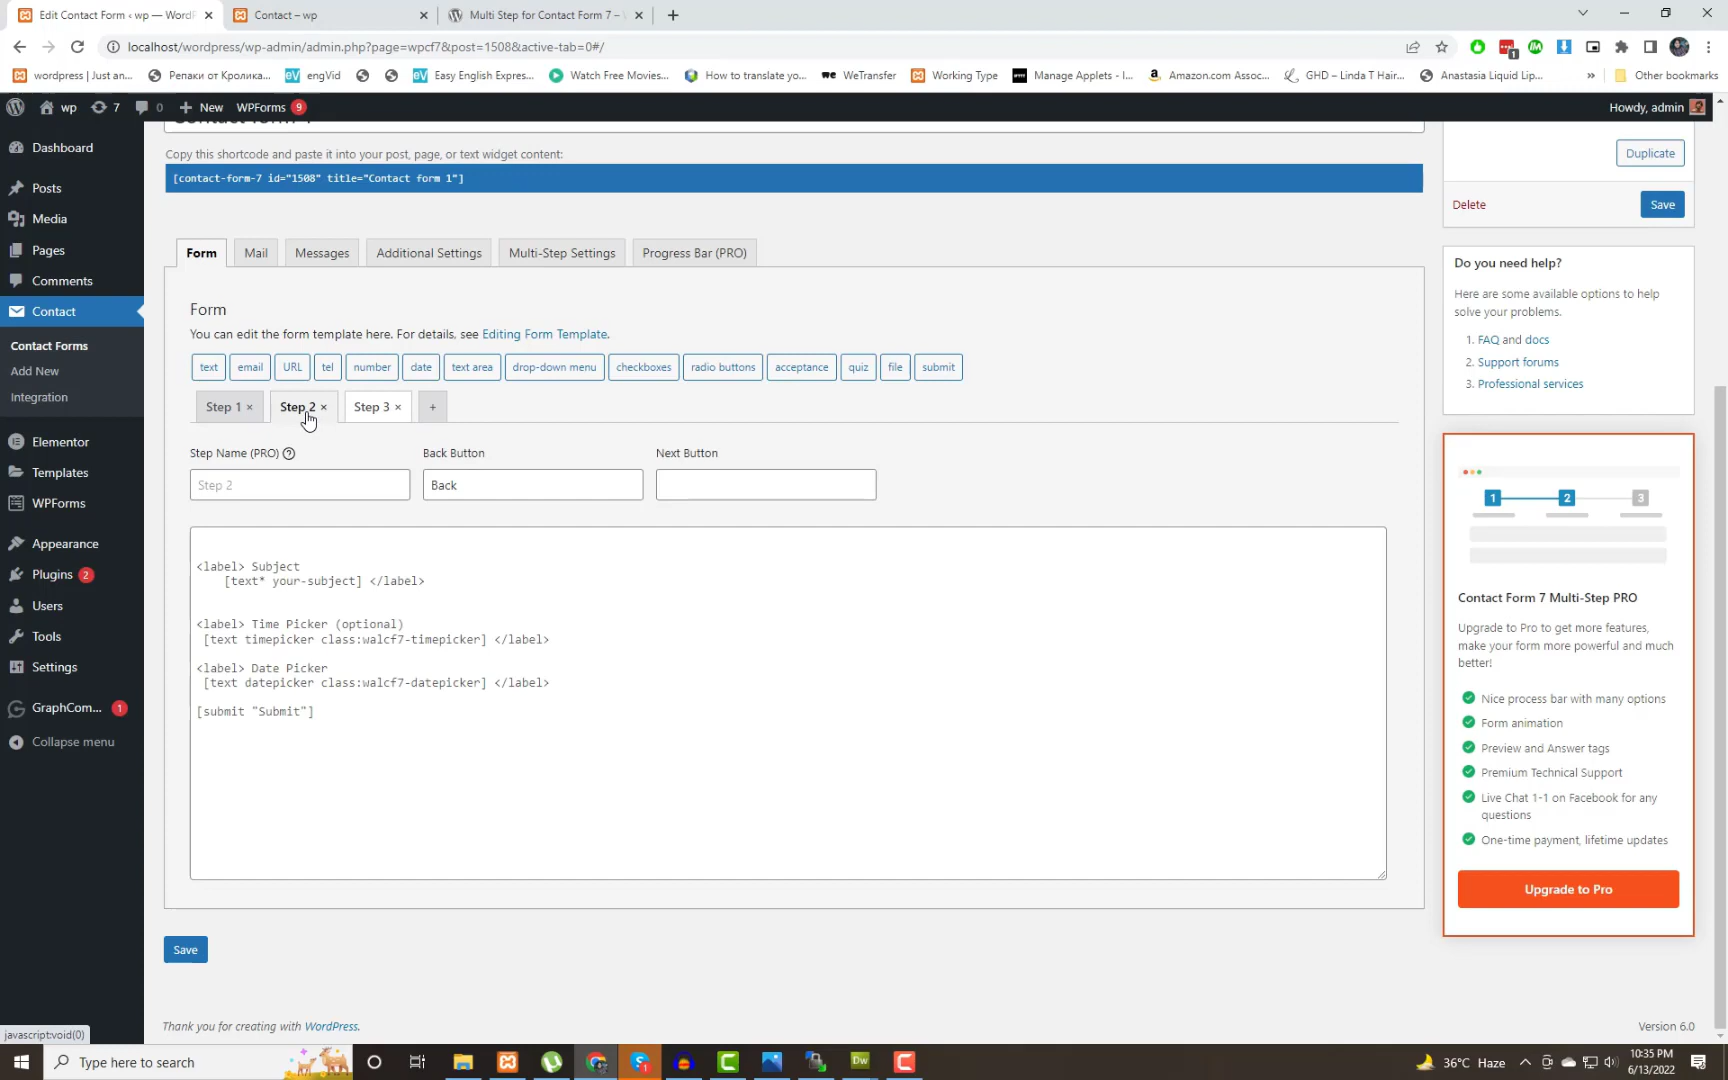 Edit Contact Form ‹ wp — WordPr
Contact – wp
Multi Step for Contact Form 7 –
localhost/wordpress/wp-admin/admin.php?page=wpcf7&post=1508&active-tab=0#/
1
wordpress | Just an...
Репаки от Кролика...
engVid
Easy English Expres...
Watch Free Movies...
How to translate yo...
WeTransfer
Working Type
Manage Applets - I...
Amazon.com Assoc...
GHD – Linda T Hair...
Anastasia Liquid Lip...
»
Other bookmarks
wp
7
0
New
WPForms 9
Howdy, admin
Dashboard
Posts
Media
Pages
Comments
Contact
Contact Forms
Add New
Integration
Elementor
Templates
WPForms
Appearance
Plugins 2
Users
Tools
Settings
GraphCom... 1
Collapse menu
Copy this shortcode and paste it into your post, page, or text widget content:
[contact-form-7 id="1508" title="Contact form 1"]
Form
Mail
Messages
Additional Settings
Multi-Step Settings
Progress Bar (PRO)
Form
You can edit the form template here. For details, see Editing Form Template.
text
email
URL
tel
number
date
text area
drop-down menu
checkboxes
radio buttons
acceptance
quiz
file
submit
Step 1 ×
Step 2 ×
Step 3 ×
+
Step Name (PRO)
Back Button
Next Button
Step 2
Back
<label> Subject
[text* your-subject] </label>
<label> Time Picker (optional)
[text timepicker class:walcf7-timepicker] </label>
<label> Date Picker
[text datepicker class:walcf7-datepicker] </label>
[submit "Submit"]
Save
Thank you for creating with WordPress.
Version 6.0
Duplicate
Delete
Save
Do you need help?
Here are some available options to help
solve your problems.
1. FAQ and docs
2. Support forums
3. Professional services
1
2
3
Contact Form 7 Multi-Step PRO
Upgrade to Pro to get more features,
make your form more powerful and much
better!
Nice process bar with many options
Form animation
Preview and Answer tags
Premium Technical Support
Live Chat 1-1 on Facebook for any
questions
One-time payment, lifetime updates
Upgrade to Pro
javascript:void(0)
Type here to search
Dw
36°C Haze
10:35 PM
6/13/2022